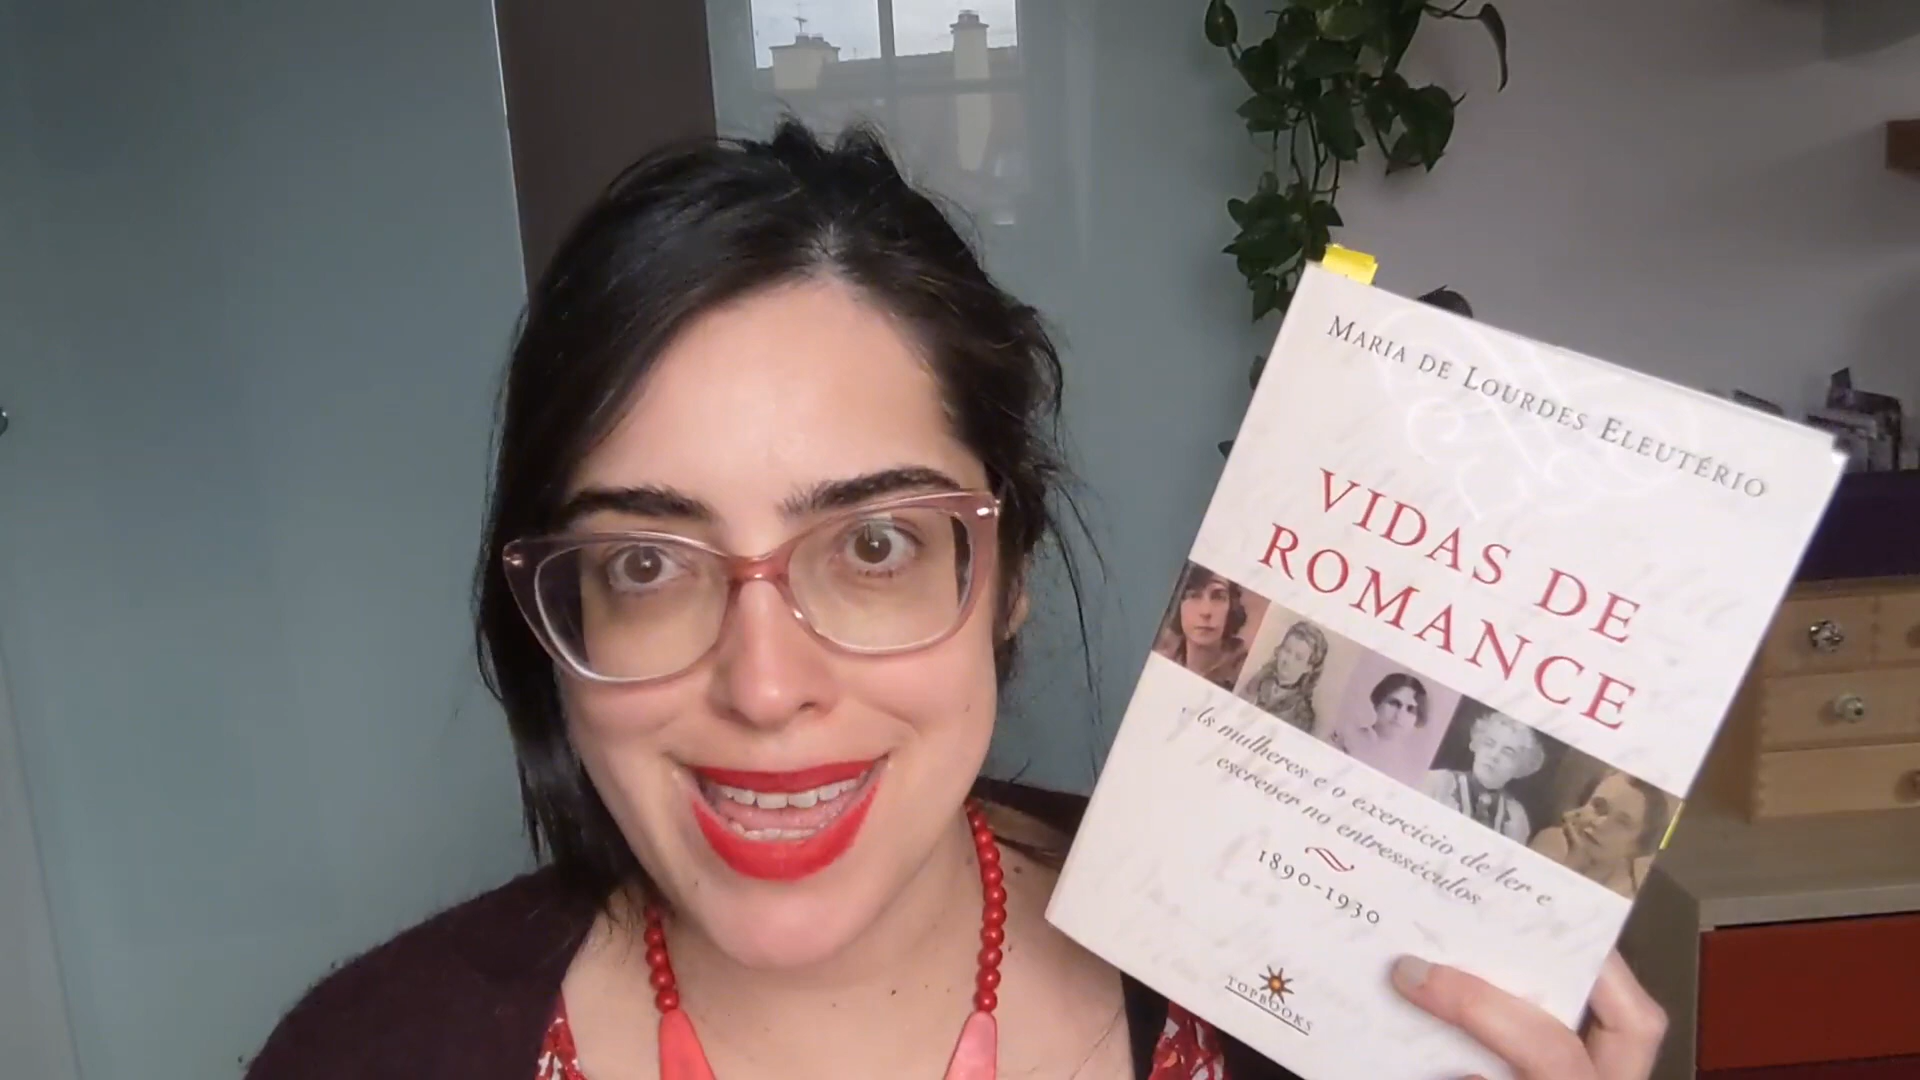 MARIA DE LOURDES ELEUTÉRIO
VIDAS DE
ROMANCE
As mulheres e o exercício de ler e
escrever no entresséculos
1890-1930
TOPBOOKS